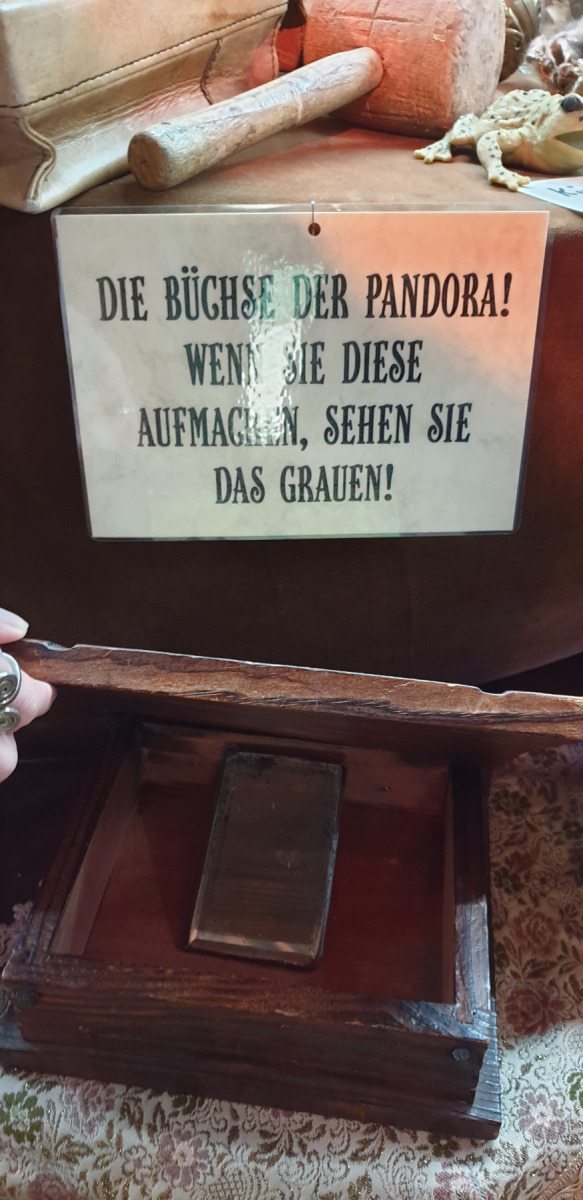 DIE BÜCHSE DER PANDORA!
WENN SIE DIESE
AUFMACHEN, SEHEN SIE
DAS GRAUEN!